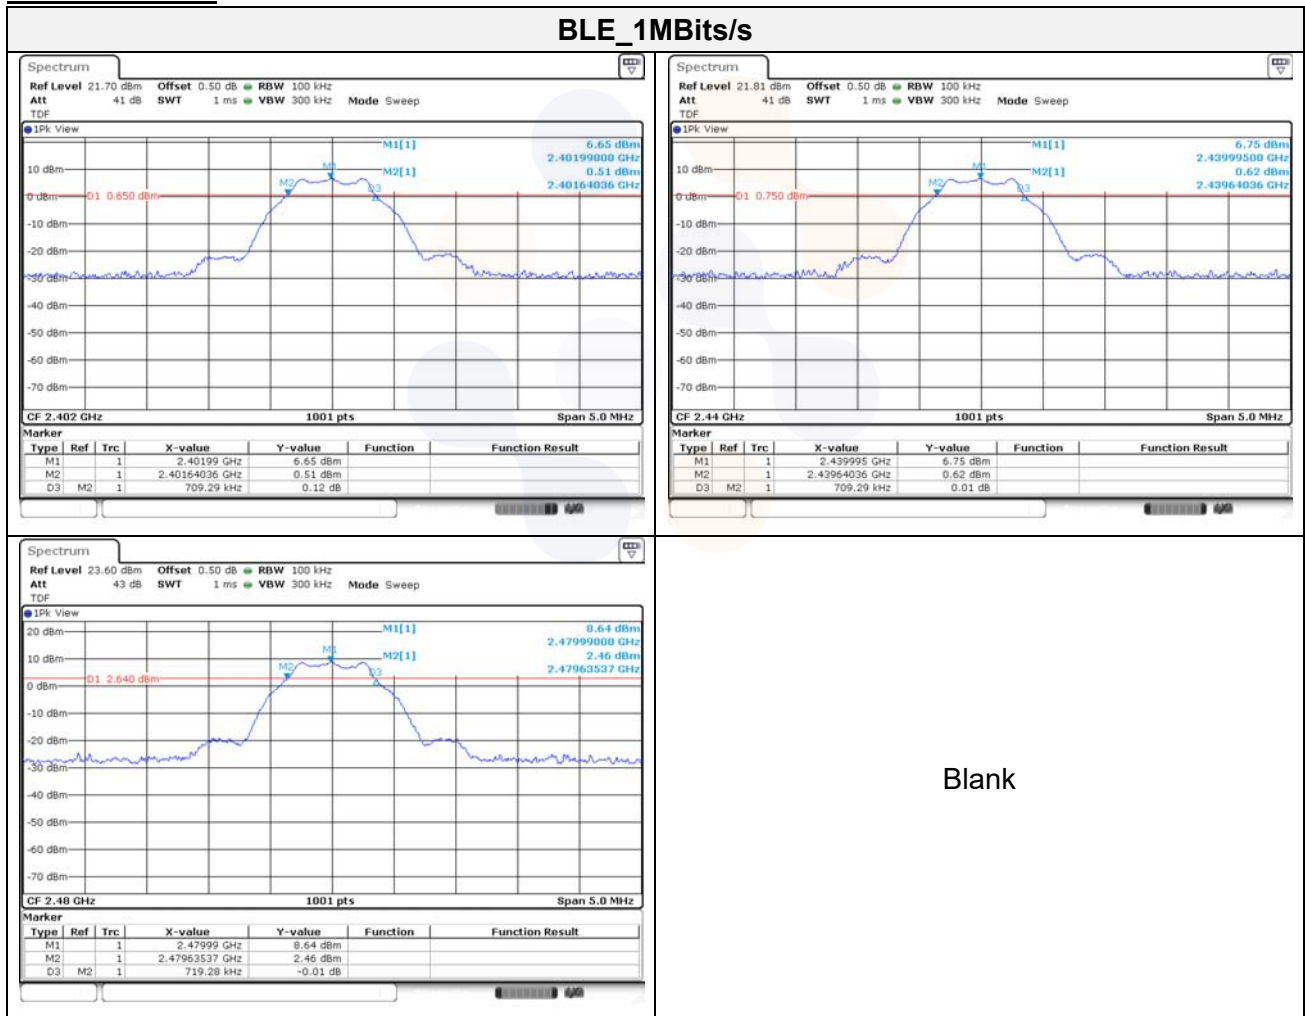 BLE_1MBits/s
Spectrum
Ref Level 21.70 dBm Offset 0.50 dB RBW 100 kHz
Att 41 dB SWT 1 ms VBW 300 kHz Mode Sweep
TDF
1Pk View
M1[1] 6.65 dBm
2.40199000 GHz
M2[1] 0.51 dBm
2.40164036 GHz
M1
M2
D3
10 dBm
0 dBm
D1 0.650 dBm
-10 dBm
-20 dBm
-30 dBm
-40 dBm
-50 dBm
-60 dBm
-70 dBm
CF 2.402 GHz 1001 pts Span 5.0 MHz
Marker
Type Ref Trc X-value Y-value Function Function Result
M1 1 2.40199 GHz 6.65 dBm
M2 1 2.40164036 GHz 0.51 dBm
D3 M2 1 709.29 kHz 0.12 dB
Spectrum
Ref Level 21.81 dBm Offset 0.50 dB RBW 100 kHz
Att 41 dB SWT 1 ms VBW 300 kHz Mode Sweep
TDF
1Pk View
M1[1] 6.75 dBm
2.43999500 GHz
M2[1] 0.62 dBm
2.43964036 GHz
M1
M2
D3
10 dBm
0 dBm
D1 0.750 dBm
-10 dBm
-20 dBm
-30 dBm
-40 dBm
-50 dBm
-60 dBm
-70 dBm
CF 2.44 GHz 1001 pts Span 5.0 MHz
Marker
Type Ref Trc X-value Y-value Function Function Result
M1 1 2.439995 GHz 6.75 dBm
M2 1 2.43964036 GHz 0.62 dBm
D3 M2 1 709.29 kHz 0.01 dB
Spectrum
Ref Level 23.60 dBm Offset 0.50 dB RBW 100 kHz
Att 43 dB SWT 1 ms VBW 300 kHz Mode Sweep
TDF
1Pk View
M1[1] 8.64 dBm
2.47999000 GHz
M2[1] 2.46 dBm
2.47963537 GHz
20 dBm
M1
M2
D3
10 dBm
D1 2.640 dBm
0 dBm
-10 dBm
-20 dBm
-30 dBm
-40 dBm
-50 dBm
-60 dBm
-70 dBm
CF 2.48 GHz 1001 pts Span 5.0 MHz
Marker
Type Ref Trc X-value Y-value Function Function Result
M1 1 2.47999 GHz 8.64 dBm
M2 1 2.47963537 GHz 2.46 dBm
D3 M2 1 719.28 kHz -0.01 dB
Blank